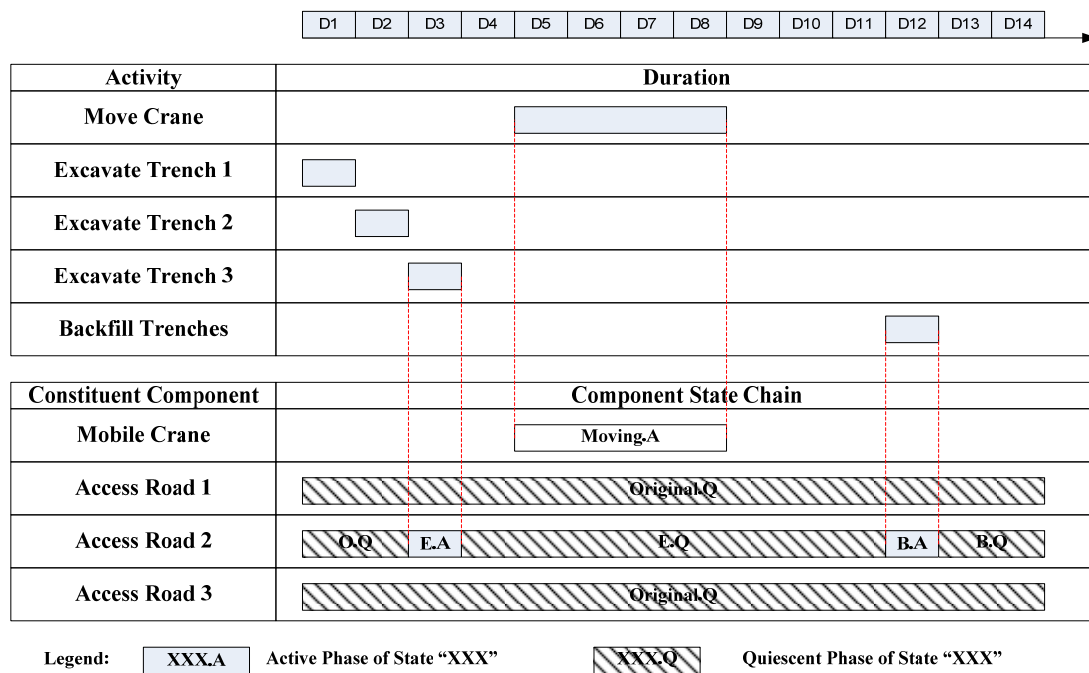 D1 D2 D3 D4 D5 D6 D7 D8 D9 D10 D11 D12 D13 D14
Activity Duration
Move Crane
Excavate Trench 1
Excavate Trench 2
Excavate Trench 3
Backfill Trenches
Constituent Component Component State Chain
Mobile Crane Moving.A
Access Road 1 Original.Q
Access Road 2 O.Q E.A E.Q B.A B.Q
Access Road 3 Original.Q
Legend: XXX.A Active Phase of State “XXX” XXX.Q Quiescent Phase of State “XXX”